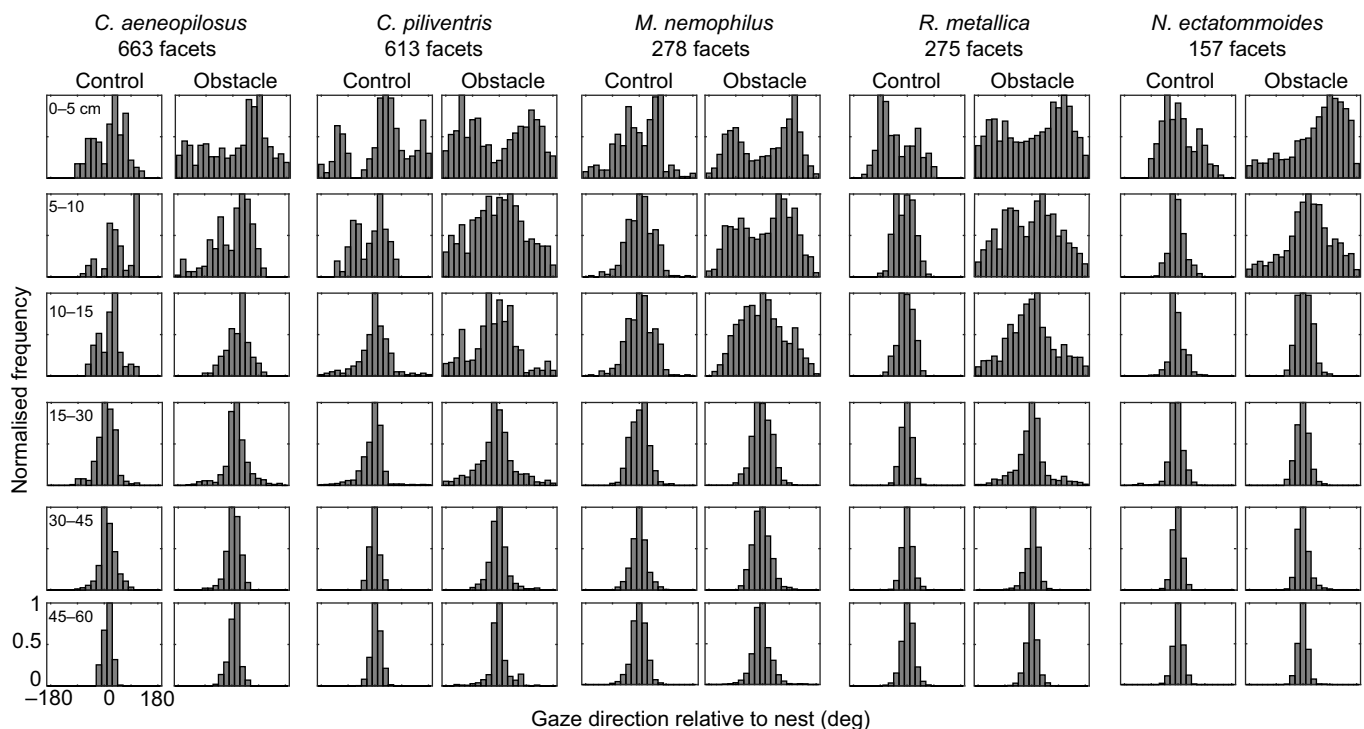 C. aeneopilosus C. piliventris M. nemophilus R. metallica N. ectatommoides
663 facets 613 facets 278 facets 275 facets 157 facets
Control Obstacle Control Obstacle Control Obstacle Control Obstacle Control Obstacle
0–5 cm
5–10
10–15
15–30
30–45
45–60
Normalised frequency
1
0.5
0
–180 0 180
Gaze direction relative to nest (deg)